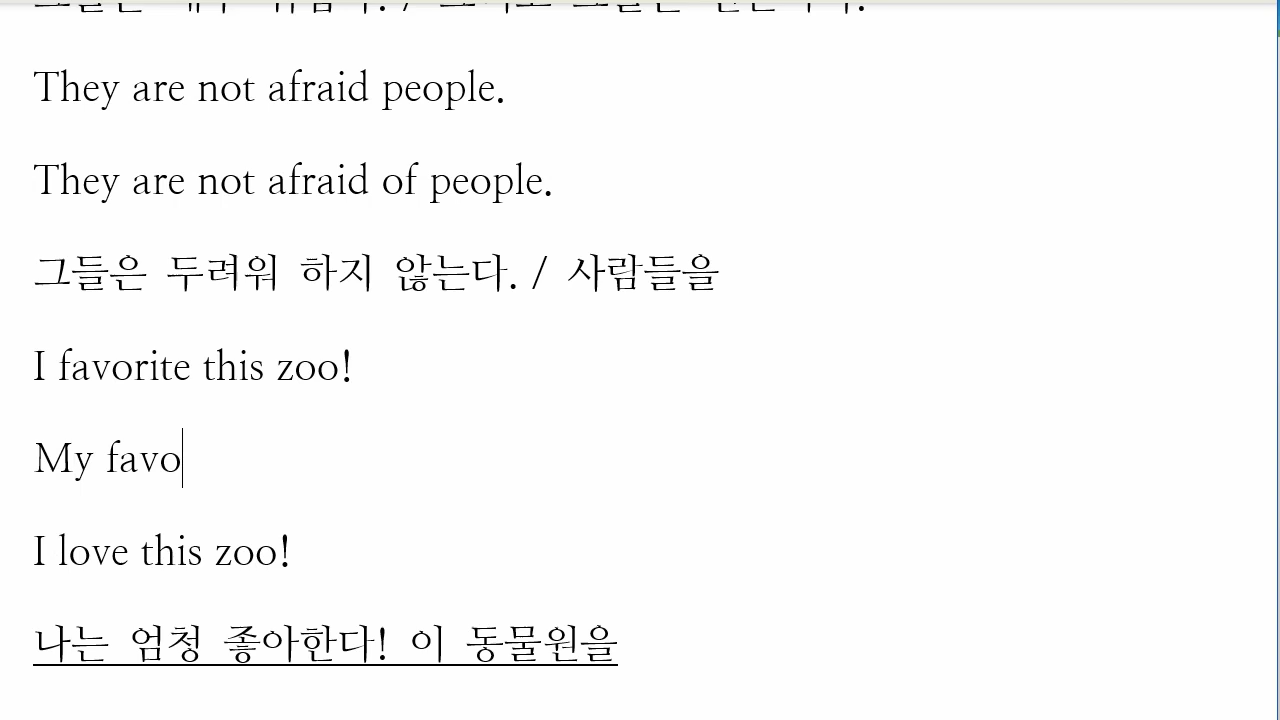 They are not afraid people.
They are not afraid of people.
그들은 두려워 하지 않는다. / 사람들을
I favorite this zoo!
My favo
I love this zoo!
나는 엄청 좋아한다! 이 동물원을